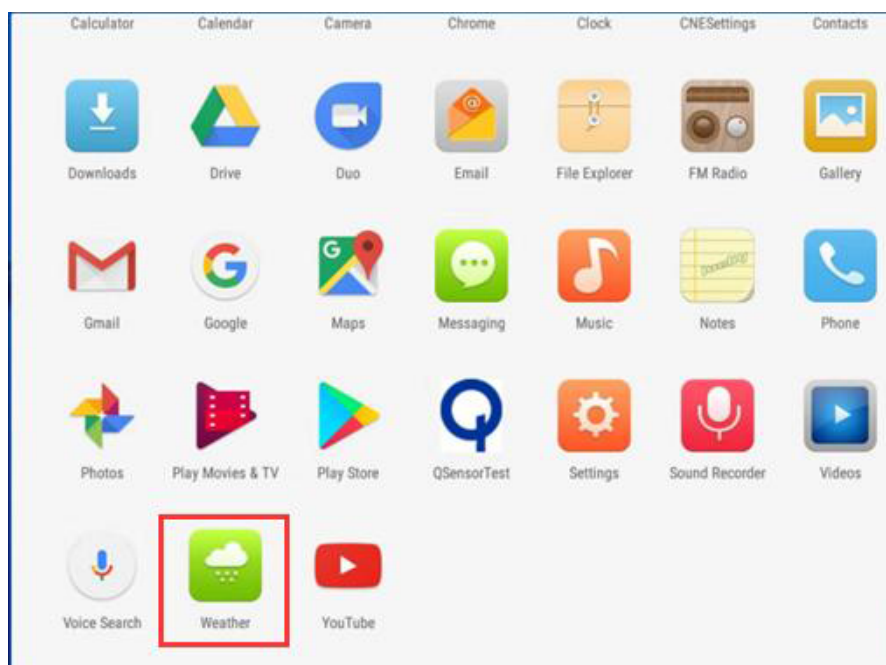 Calculator Calendar Camera Chrome Clock CNESettings Contacts
Downloads Drive Duo Email File Explorer FM Radio Gallery
Gmail Google Maps Messaging Music Notes Phone
Photos Play Movies & TV Play Store QSensorTest Settings Sound Recorder Videos
Voice Search Weather YouTube